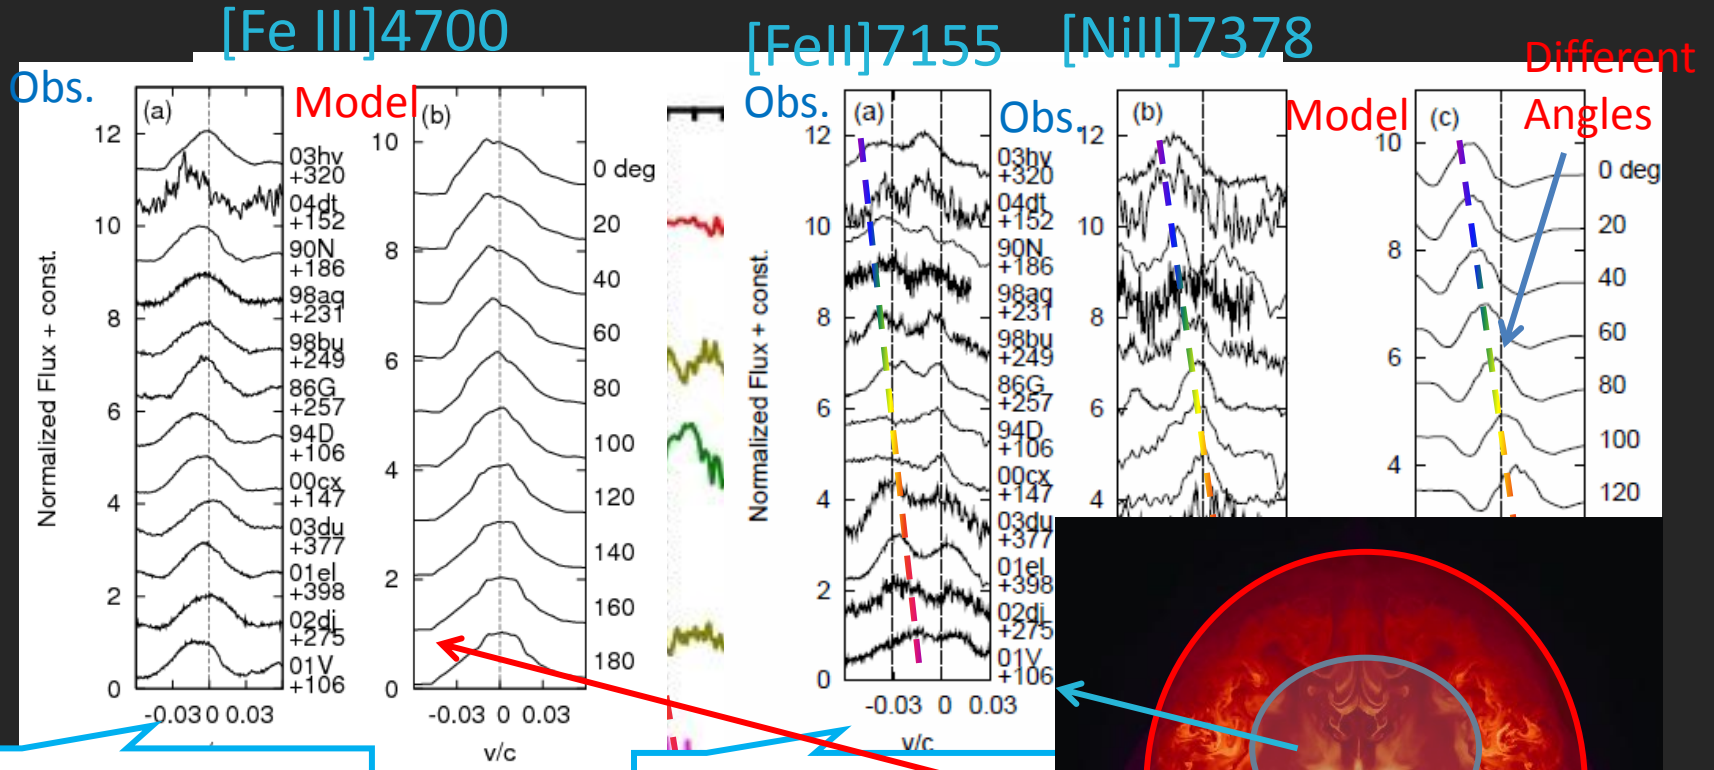 [Fe III]4700
[FeII]7155
[NiII]7378
Obs.
Model
Obs.
Obs.
Model
Different
Angles
(a)
12
10
8
6
4
2
0
Normalized Flux + const.
03hv
+320
04dt
+152
90N
+186
98aq
+231
98bu
+249
86G
+257
94D
+106
00cx
+147
03du
+377
01el
+398
02dj
+275
01V
+106
-0.03 0 0.03
(b)
10
8
6
4
2
0
0 deg
20
40
60
80
100
120
140
160
180
-0.03 0 0.03
v/c
(a)
12
10
8
6
4
2
0
Normalized Flux + const.
03hv
+320
04dt
+152
90N
+186
98aq
+231
98bu
+249
86G
+257
94D
+106
00cx
+147
03du
+377
01el
+398
02dj
+275
01V
+106
-0.03 0 0.03
v/c
(b)
12
10
8
6
4
(c)
10
8
6
4
0 deg
20
40
60
80
100
120